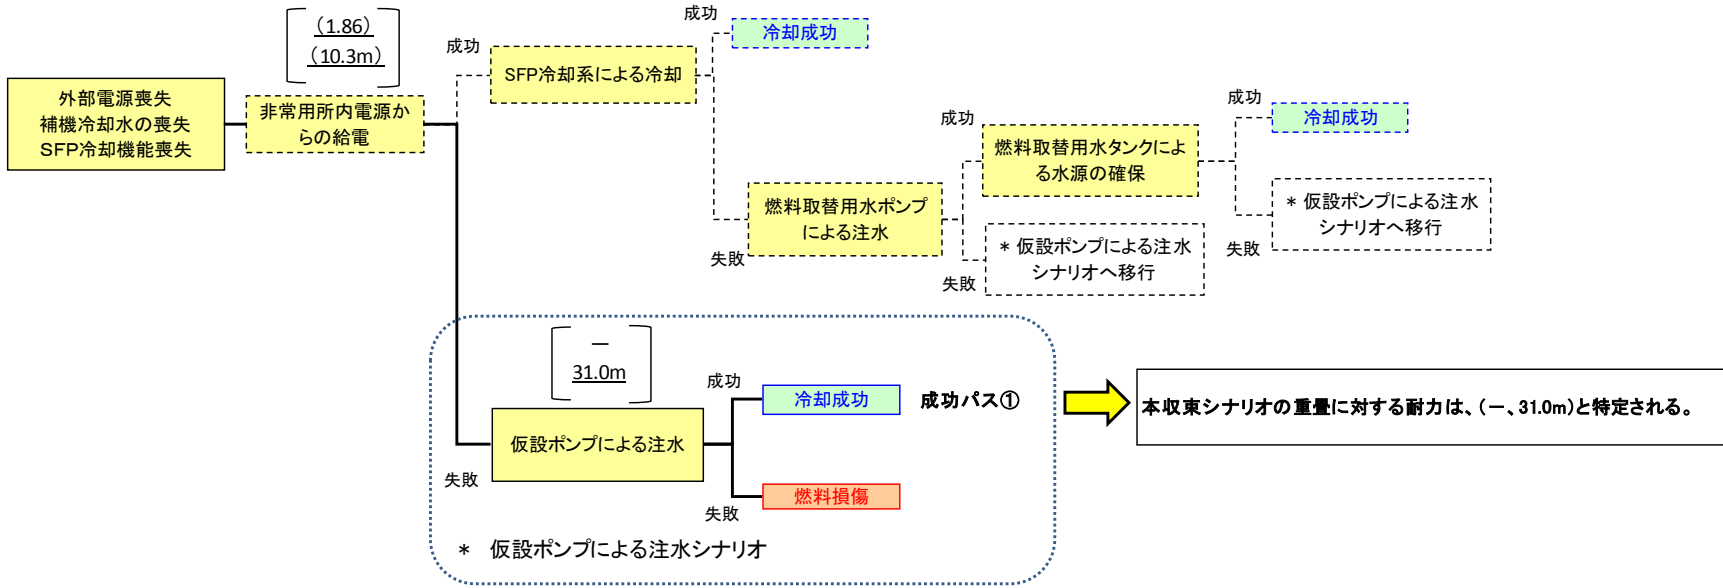 (1.86)
(10.3m)
外部電源喪失
補機冷却水の喪失
SFP冷却機能喪失
非常用所内電源か
らの給電
成功
SFP冷却系による冷却
成功
冷却成功
失敗
燃料取替用水ポンプ
による注水
成功
燃料取替用水タンクによ
る水源の確保
成功
冷却成功
失敗
＊仮設ポンプによる注水
シナリオへ移行
失敗
＊仮設ポンプによる注水
シナリオへ移行
－
31.0m
失敗
仮設ポンプによる注水
成功
冷却成功
成功パス①
失敗
燃料損傷
＊　仮設ポンプによる注水シナリオ
本収束シナリオの重畳に対する耐力は、(－、31.0m)と特定される。